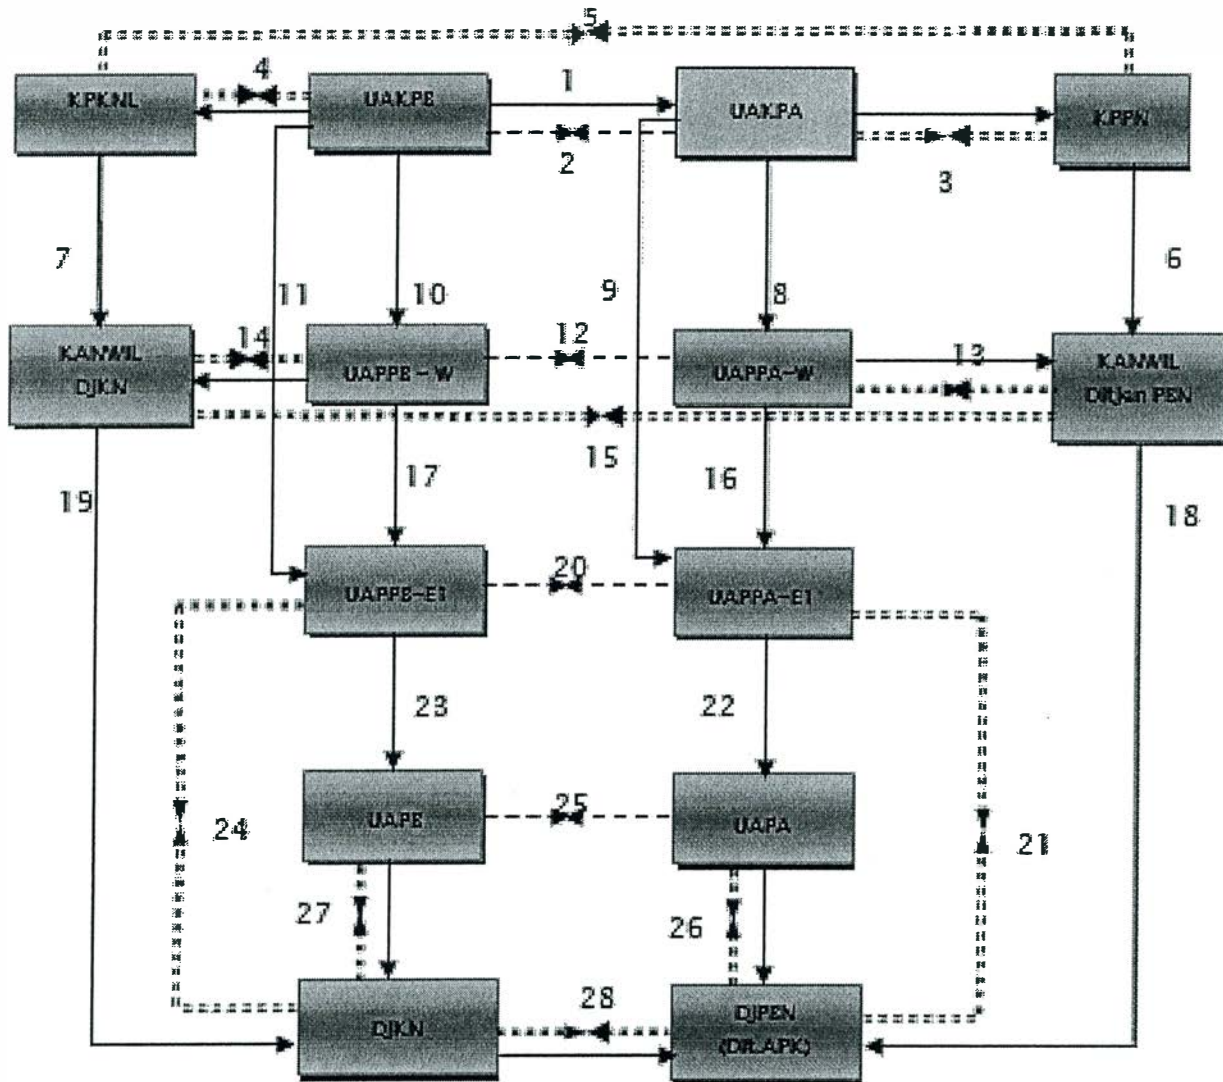 5
KPKNL
4
UAKPB
1
UAKPA
KPPN
2
3
7
11
10
9
8
6
KANWIL
DJKN
14
UAPPB-W
12
UAPPA-W
13
KANWIL
Ditjen PBN
15
19
17
16
18
UAPPB-E1
20
UAPPA-E1
23
22
UAPB
25
UAPA
24
21
27
26
DJKN
28
DJPBN
(Dit.APK)